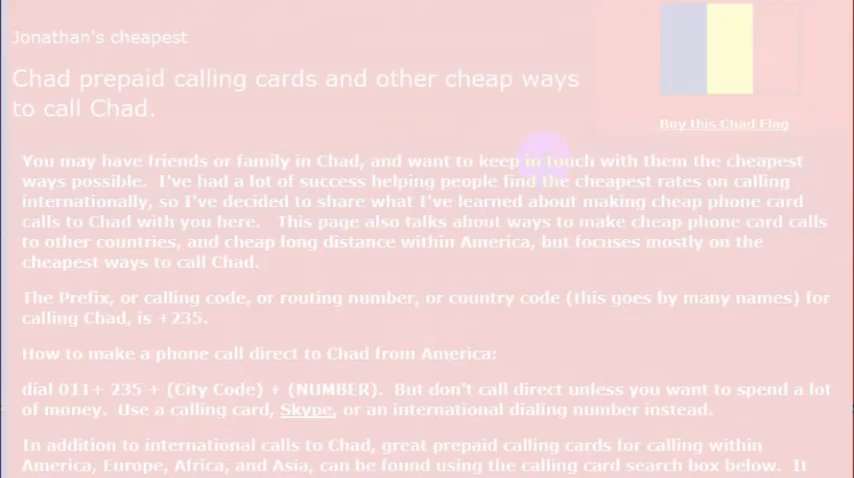 Jonathan's cheapest
Chad prepaid calling cards and other cheap ways
to call Chad.
Buy this Chad Flag
You may have friends or family in Chad, and want to keep in touch with them the cheapest
ways possible. I've had a lot of success helping people find the cheapest rates on calling
internationally, so I've decided to share what I've learned about making cheap phone card
calls to Chad with you here. This page also talks about ways to make cheap phone card calls
to other countries, and cheap long distance within America, but focuses mostly on the
cheapest ways to call Chad.
The Prefix, or calling code, or routing number, or country code (this goes by many names) for
calling Chad, is +235.
How to make a phone call direct to Chad from America:
dial 011+ 235 + (City Code) + (NUMBER). But don't call direct unless you want to spend a lot
of money. Use a calling card, Skype, or an international dialing number instead.
In addition to international calls to Chad, great prepaid calling cards for calling within
America, Europe, Africa, and Asia, can be found using the calling card search box below. It